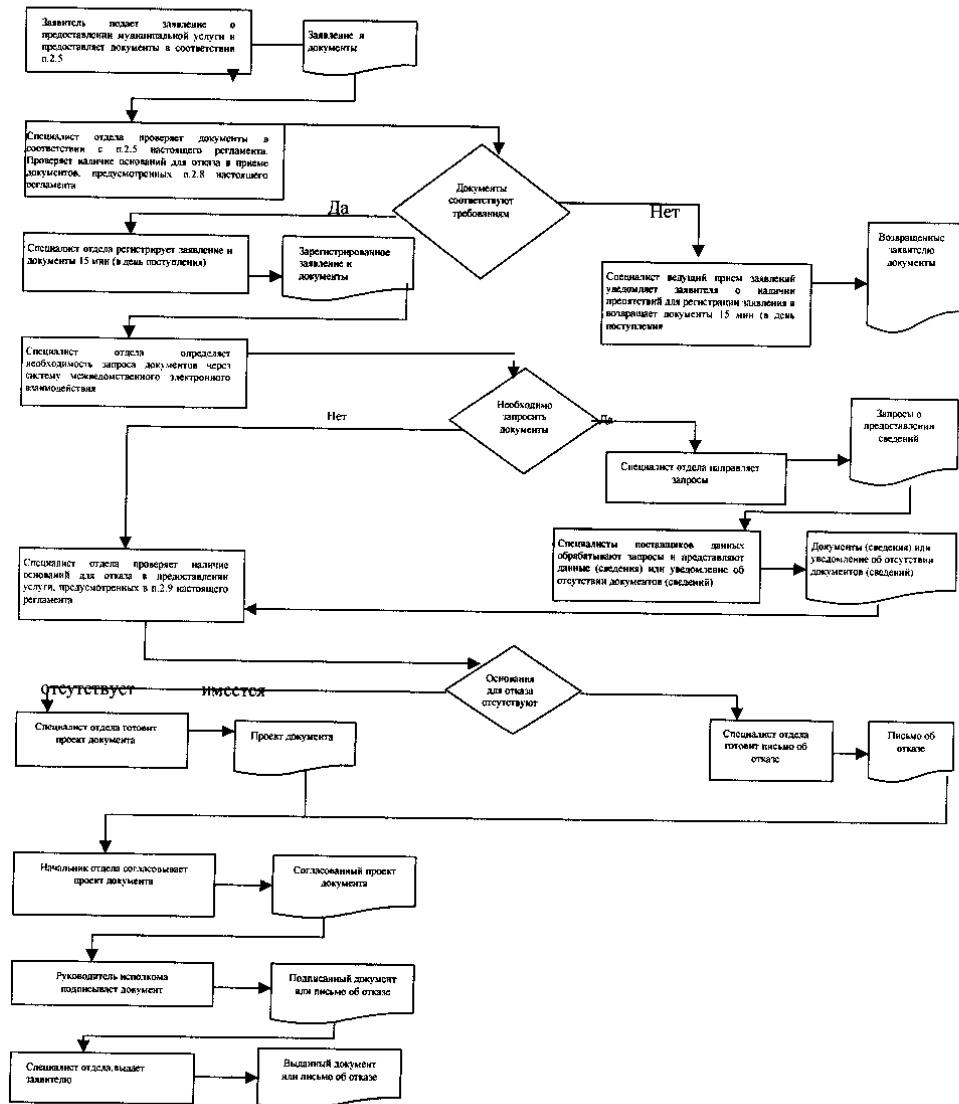 Заявитель подает заявление о
предоставлении муниципальной услуги и
предоставляет документы в соответствии
п.2.5
Заявление и
документы
Специалист отдела проверяет документы в
соответствии с п.2.5 настоящего регламента.
Проверяет наличие оснований для отказа в приеме
документов, предусмотренных п.2.8 настоящего
регламента
Документы
соответствуют
требованиям
Да
Нет
Специалист отдела регистрирует заявление и
документы 15 мин (в день поступления)
Зарегистрированное
заявление и
документы
Специалист ведущий прием заявлений
уведомляет заявителя о наличии
препятствий для регистрации заявления и
возвращает документы 15 мин (в день
поступления
Возвращенные
заявителю
документы
Специалист отдела определяет
необходимость запроса документов через
систему межведомственного электронного
взаимодействия
Необходимо
запросить
документы
Нет
Да
Специалист отдела направляет
запросы
Запросы о
предоставлении
сведений
Специалисты поставщиков данных
обрабатывают запросы и представляют
данные (сведения) или уведомление об
отсутствии документов (сведений)
Документы (сведения) или
уведомление об отсутствии
документов (сведений)
Специалист отдела проверяет наличие
оснований для отказа в предоставлении
услуги, предусмотренных в п.2.9 настоящего
регламента
Основания
для отказа
отсутствуют
отсутствует
имеется
Специалист отдела готовит
проект документа
Проект документа
Специалист отдела
готовит письмо об
отказе
Письмо об
отказе
Начальник отдела согласовывает
проект документа
Согласованный проект
документа
Руководитель исполкома
подписывает документ
Подписанный документ
или письмо об отказе
Специалист отдела выдает
заявителю
Выданный документ
или письмо об отказе